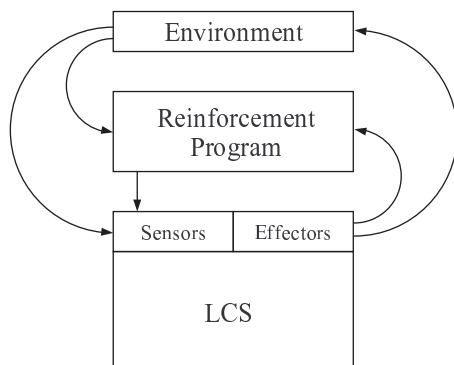 Environment
Reinforcement
Program
Sensors
Effectors
LCS